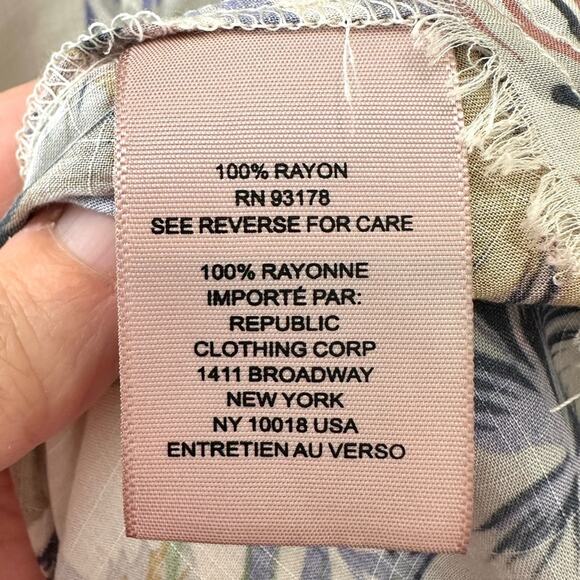 100% RAYON
RN 93178
SEE REVERSE FOR CARE
100% RAYONNE
IMPORTÉ PAR:
REPUBLIC
CLOTHING CORP
1411 BROADWAY
NEW YORK
NY 10018 USA
ENTRETIEN AU VERSO